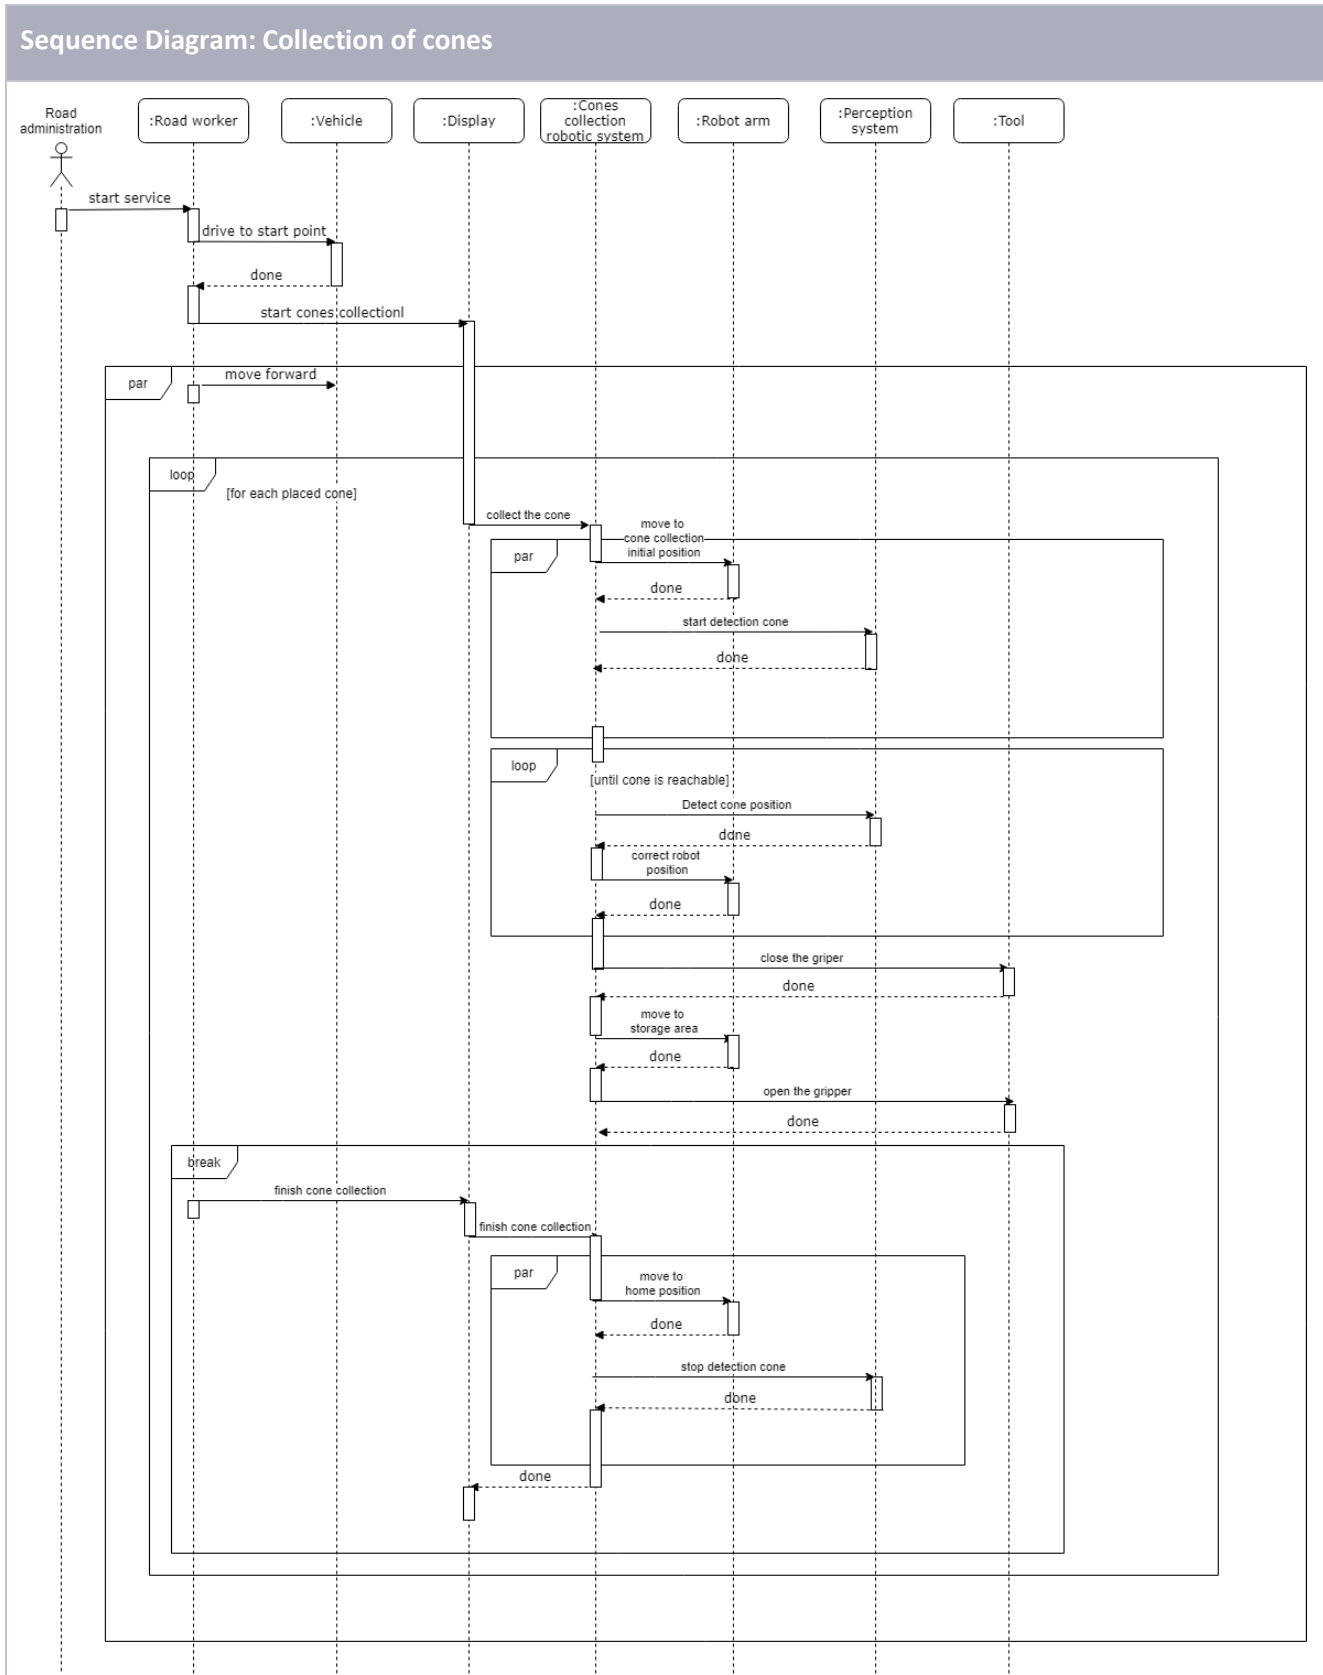 Sequence Diagram: Collection of cones
Road
administration
:Road worker
:Vehicle
:Display
:Cones
collection
robotic system
:Robot arm
:Perception
system
:Tool
start service
drive to start point
done
start cones collectionl
par
move forward
loop
[for each placed cone]
collect the cone
move to
cone collection
initial position
par
done
start detection cone
done
loop
[until cone is reachable]
Detect cone position
done
correct robot
position
done
close the griper
done
move to
storage area
done
open the gripper
done
break
finish cone collection
finish cone collection
par
move to
home position
done
stop detection cone
done
done